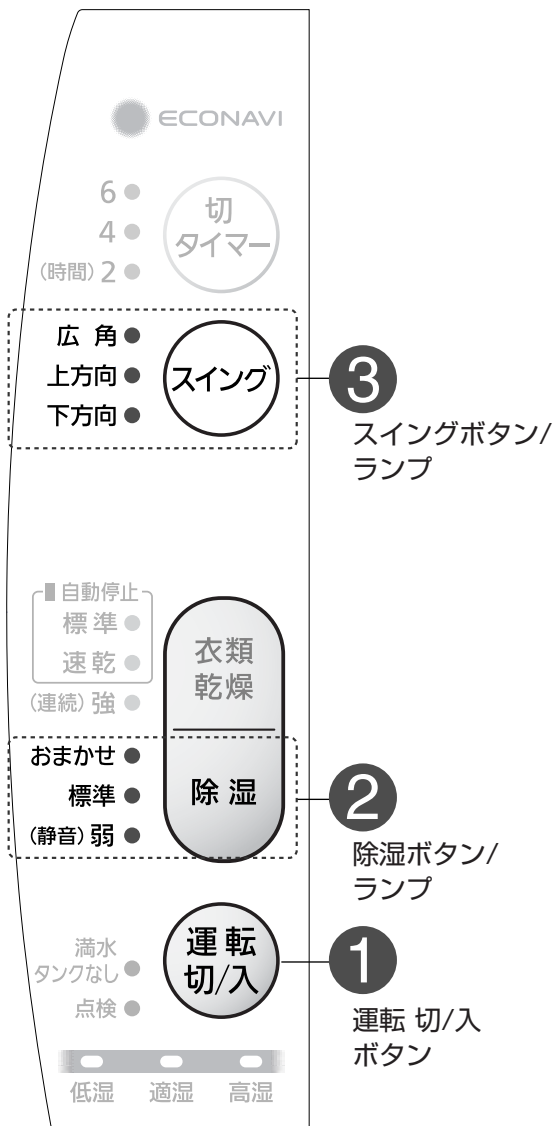 ECONAVI
6
4
(時間) 2
切
タイマー
広 角
上方向
下方向
スイング
3
スイングボタン/
ランプ
自動停止
標 準
速 乾
(連続) 強
衣類
乾燥
おまかせ
標準
(静音) 弱
除 湿
2
除湿ボタン/
ランプ
満水
タンクなし
点検
運 転
切/入
1
運転 切/入
ボタン
低湿 適湿 高湿